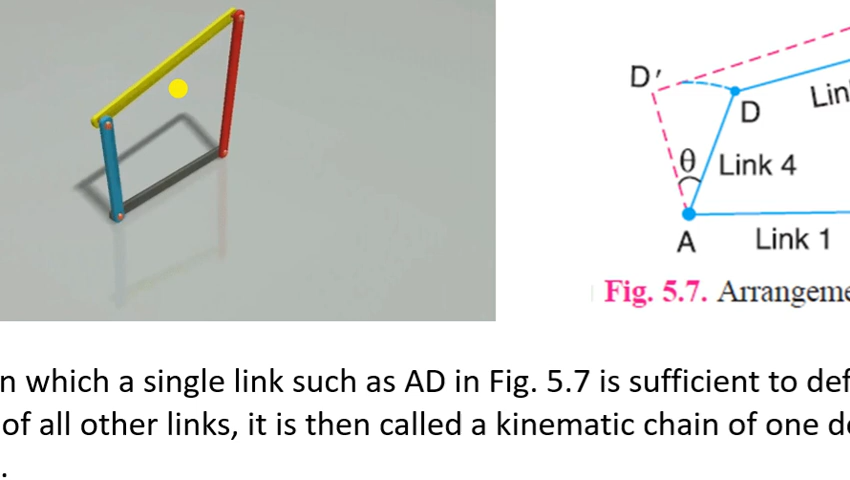 D′
D
Lin
θ
Link 4
A
Link 1
Fig. 5.7. Arrangeme
n which a single link such as AD in Fig. 5.7 is sufficient to def
of all other links, it is then called a kinematic chain of one d
.